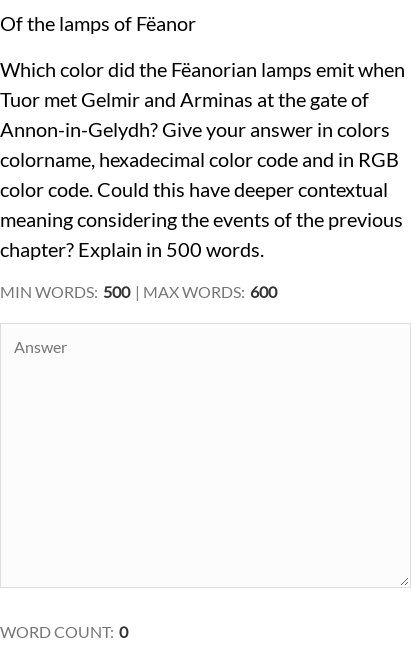 Of the lamps of Fëanor
Which color did the Fëanorian lamps emit when
Tuor met Gelmir and Arminas at the gate of
Annon-in-Gelydh? Give your answer in colors
colorname, hexadecimal color code and in RGB
color code. Could this have deeper contextual
meaning considering the events of the previous
chapter? Explain in 500 words.
MIN WORDS: 500 | MAX WORDS: 600
Answer
WORD COUNT: 0